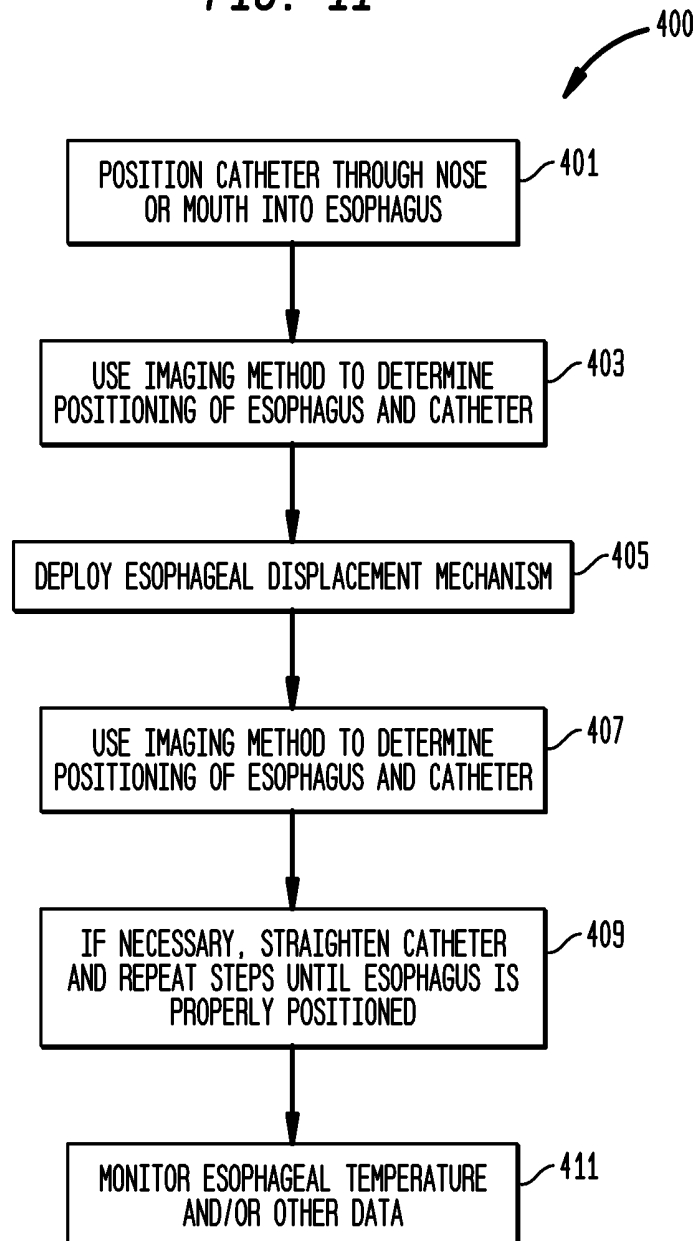 FIG. 11
400
POSITION CATHETER THROUGH NOSE
OR MOUTH INTO ESOPHAGUS
401
USE IMAGING METHOD TO DETERMINE
POSITIONING OF ESOPHAGUS AND CATHETER
403
DEPLOY ESOPHAGEAL DISPLACEMENT MECHANISM
405
USE IMAGING METHOD TO DETERMINE
POSITIONING OF ESOPHAGUS AND CATHETER
407
IF NECESSARY, STRAIGHTEN CATHETER
AND REPEAT STEPS UNTIL ESOPHAGUS IS
PROPERLY POSITIONED
409
MONITOR ESOPHAGEAL TEMPERATURE
AND/OR OTHER DATA
411